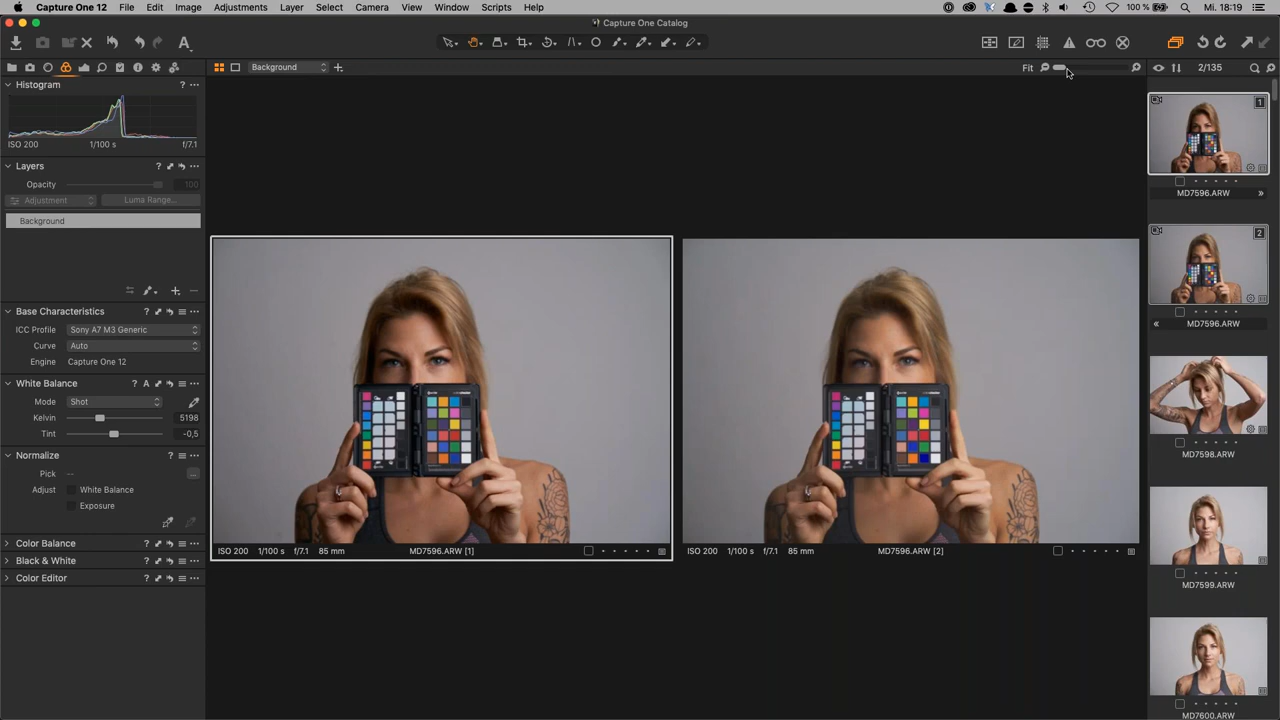 Capture One 12 File Edit Image Adjustments Layer Select Camera View Window Scripts Help 100 % Mi. 18:19
Capture One Catalog
Background Fit 2/135
Histogram
ISO 200 1/100 s f/7.1
Layers
Opacity 100
Adjustment Luma Range...
Background
Base Characteristics
ICC Profile Sony A7 M3 Generic
Curve Auto
Engine Capture One 12
White Balance
Mode Shot
Kelvin 5198
Tint -0,5
Normalize
Pick --
Adjust White Balance
Exposure
Color Balance
Black & White
Color Editor
ISO 200 1/100 s f/7.1 85 mm MD7596.ARW [1]
ISO 200 1/100 s f/7.1 85 mm MD7596.ARW [2]
1
MD7596.ARW
2
MD7596.ARW
MD7598.ARW
MD7599.ARW
MD7600.ARW